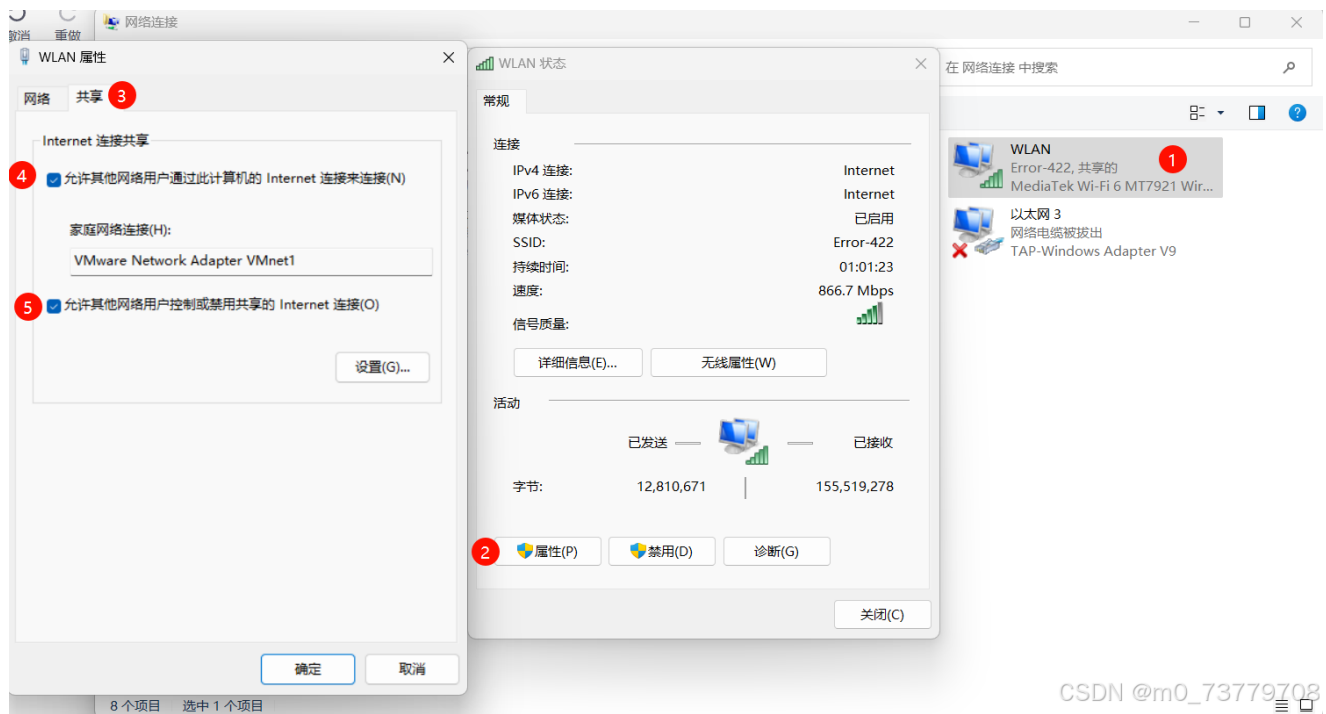 撤消
重做
网络连接
WLAN 属性
网络
共享
3
Internet 连接共享
4
允许其他网络用户通过此计算机的 Internet 连接来连接(N)
家庭网络连接(H):
VMware Network Adapter VMnet1
5
允许其他网络用户控制或禁用共享的 Internet 连接(O)
设置(G)...
确定
取消
8 个项目
选中 1 个项目
WLAN 状态
常规
连接
IPv4 连接: Internet
IPv6 连接: Internet
媒体状态: 已启用
SSID: Error-422
持续时间: 01:01:23
速度: 866.7 Mbps
信号质量:
详细信息(E)...
无线属性(W)
活动
已发送
已接收
字节: 12,810,671 155,519,278
2
属性(P)
禁用(D)
诊断(G)
关闭(C)
在 网络连接 中搜索
WLAN
1
Error-422, 共享的
MediaTek Wi-Fi 6 MT7921 Wir...
以太网 3
网络电缆被拔出
TAP-Windows Adapter V9
CSDN @m0_73779708